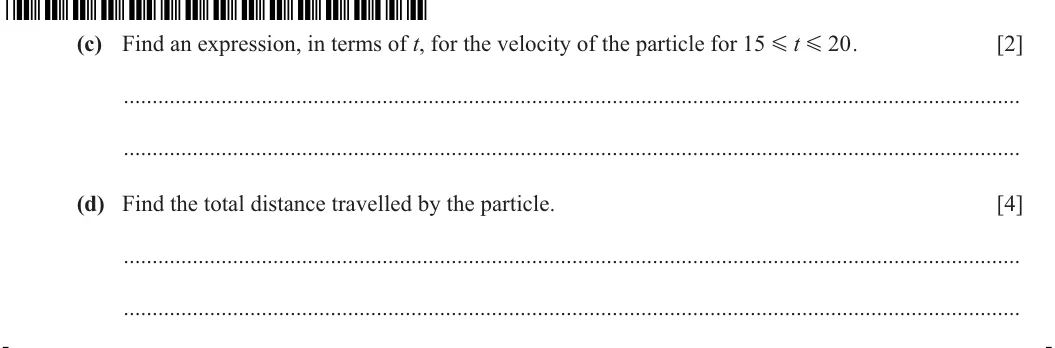 (c) Find an expression, in terms of t, for the velocity of the particle for 15 ⩽ t ⩽ 20. [2]
(d) Find the total distance travelled by the particle. [4]